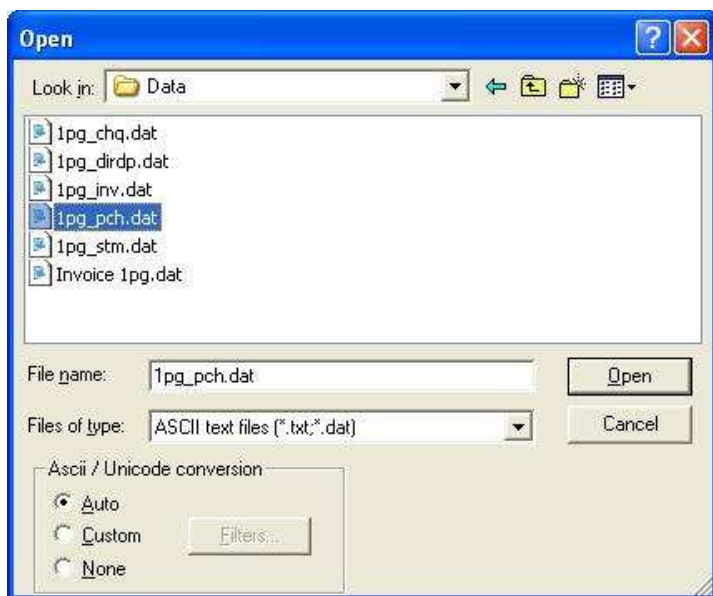 Open
Look in: Data
1pg_chq.dat
1pg_dirdp.dat
1pg_inv.dat
1pg_pch.dat
1pg_stm.dat
Invoice 1pg.dat
File name: 1pg_pch.dat Open
Files of type: ASCII text files (*.txt;*.dat) Cancel
Ascii / Unicode conversion
Auto
Custom Filters...
None